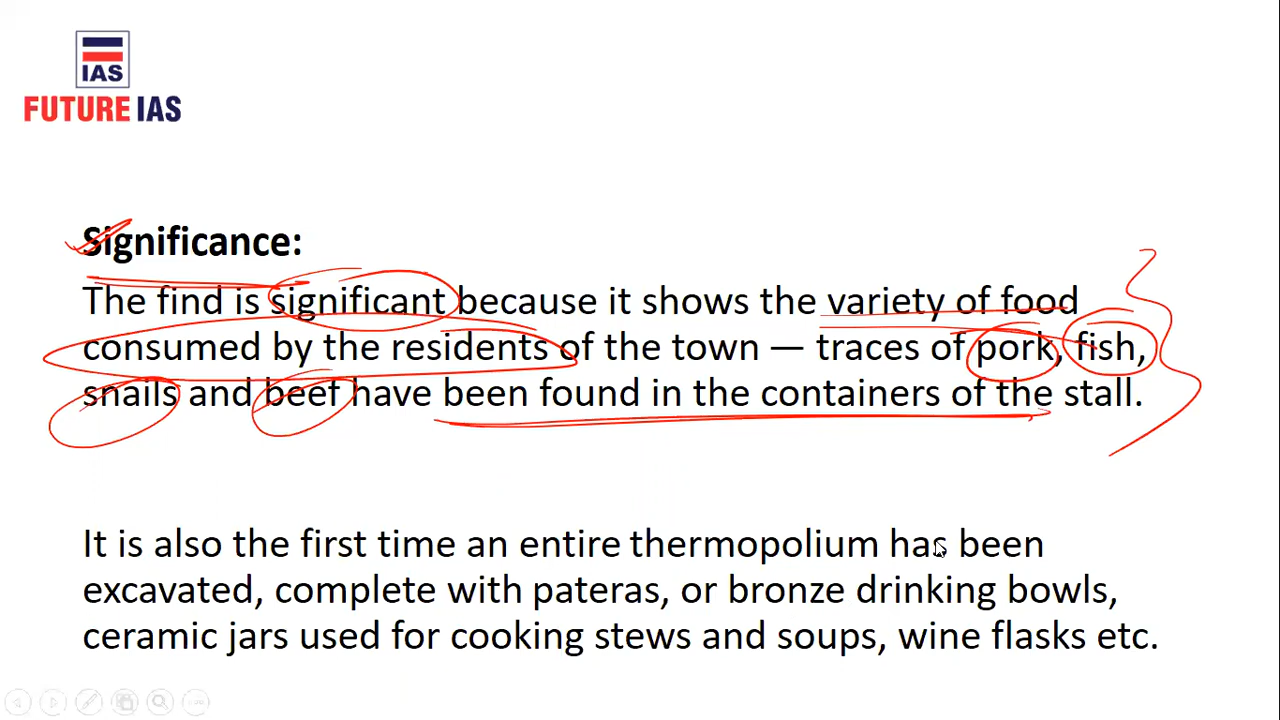 IAS
FUTURE IAS
Significance:
The find is significant because it shows the variety of food
consumed by the residents of the town — traces of pork, fish,
snails and beef have been found in the containers of the stall.
It is also the first time an entire thermopolium has been
excavated, complete with pateras, or bronze drinking bowls,
ceramic jars used for cooking stews and soups, wine flasks etc.